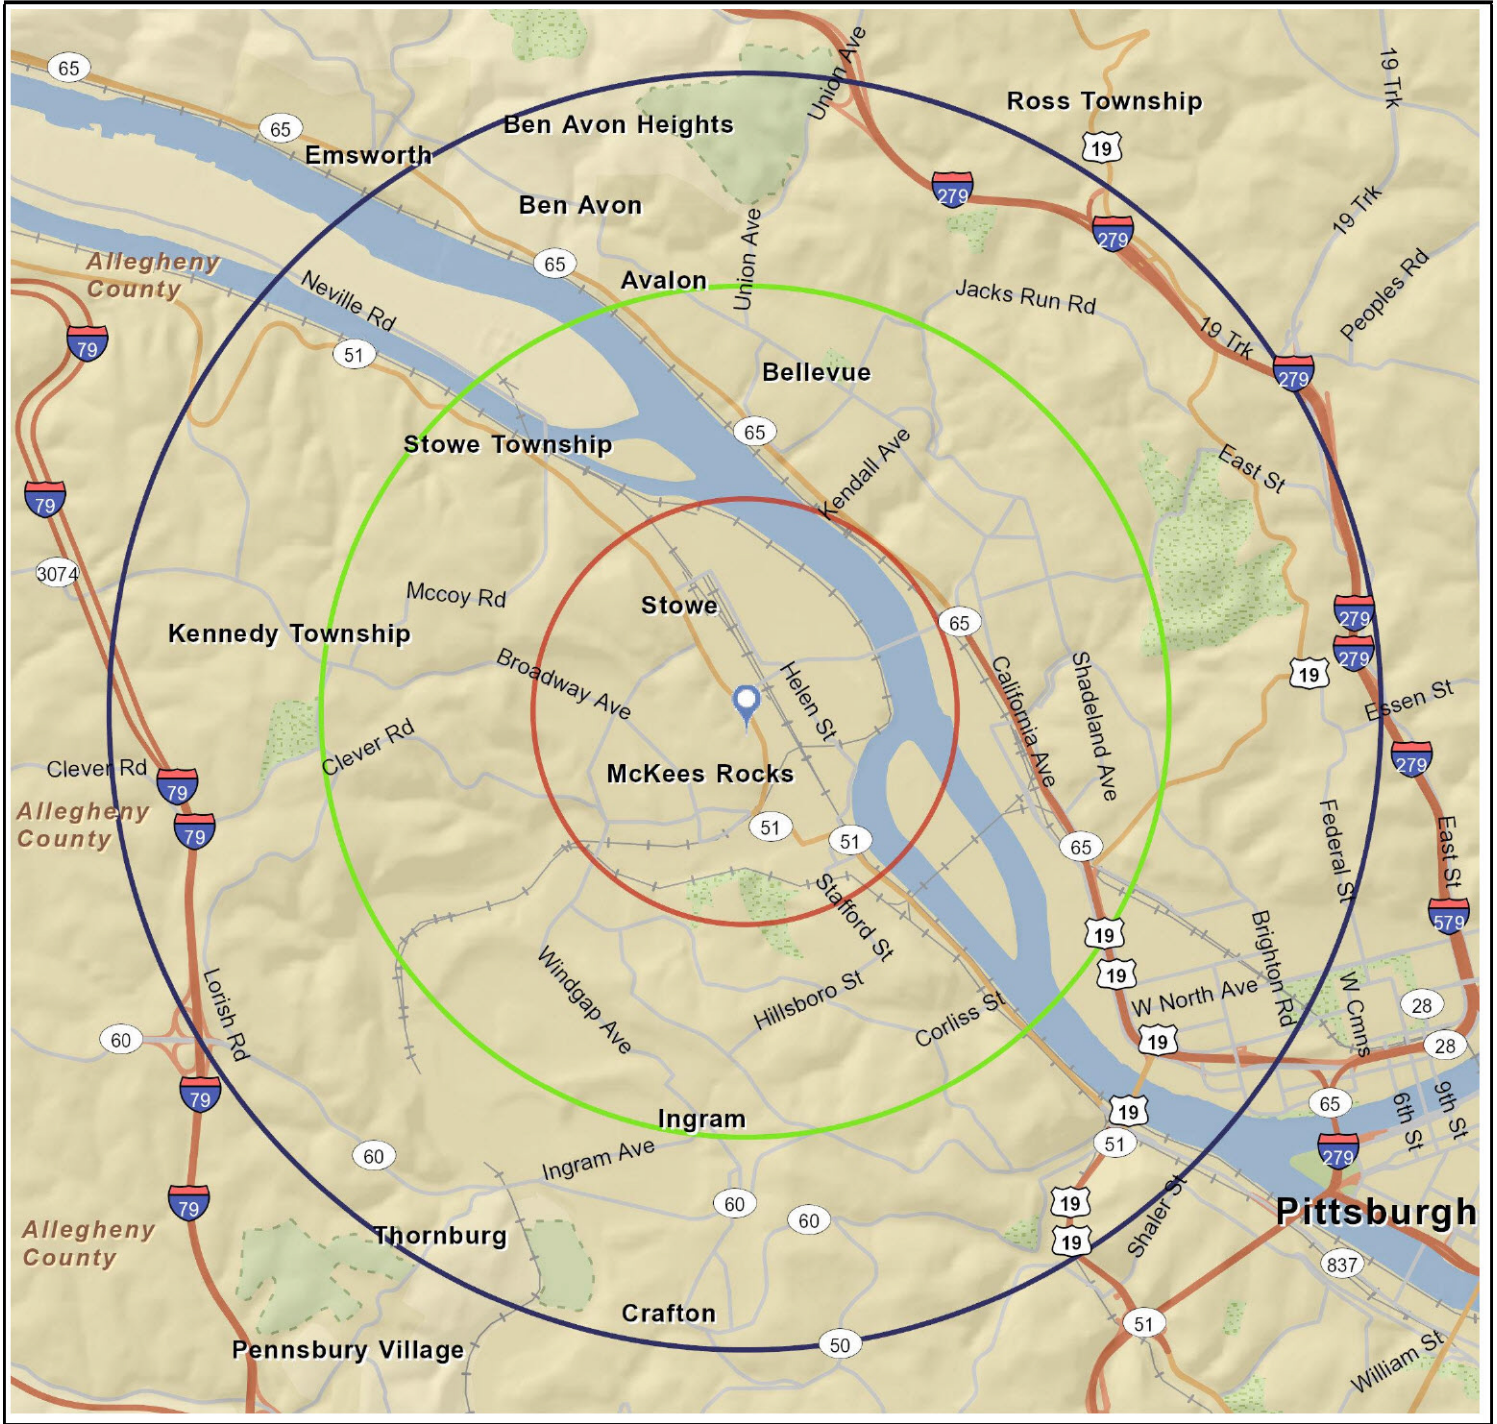 65
Union Ave
19 Trk
Ross Township
Ben Avon Heights
65
19
Emsworth
279
Ben Avon
19 Trk
279
Union Ave
Allegheny
County
65
Avalon
Neville Rd
Jacks Run Rd
Peoples Rd
79
51
19 Trk
279
Bellevue
65
Stowe Township
Kendall Ave
East St
79
3074
Mccoy Rd
Stowe
279
65
Kennedy Township
279
Broadway Ave
Helen St
California Ave
Shadeland Ave
19
Essen St
Clever Rd
Clever Rd
279
McKees Rocks
79
Allegheny
County
79
51
51
65
Federal St
East St
Stafford St
579
19
Brighton Rd
Windgap Ave
19
Lorish Rd
Hillsboro St
W North Ave
W Cmns
28
Corliss St
60
19
28
79
65
19
6th St
9th St
Ingram
51
60
Ingram Ave
279
79
60
60
19
Shaler St
Pittsburgh
Allegheny
County
Thornburg
19
837
Crafton
51
Pennsbury Village
50
William St